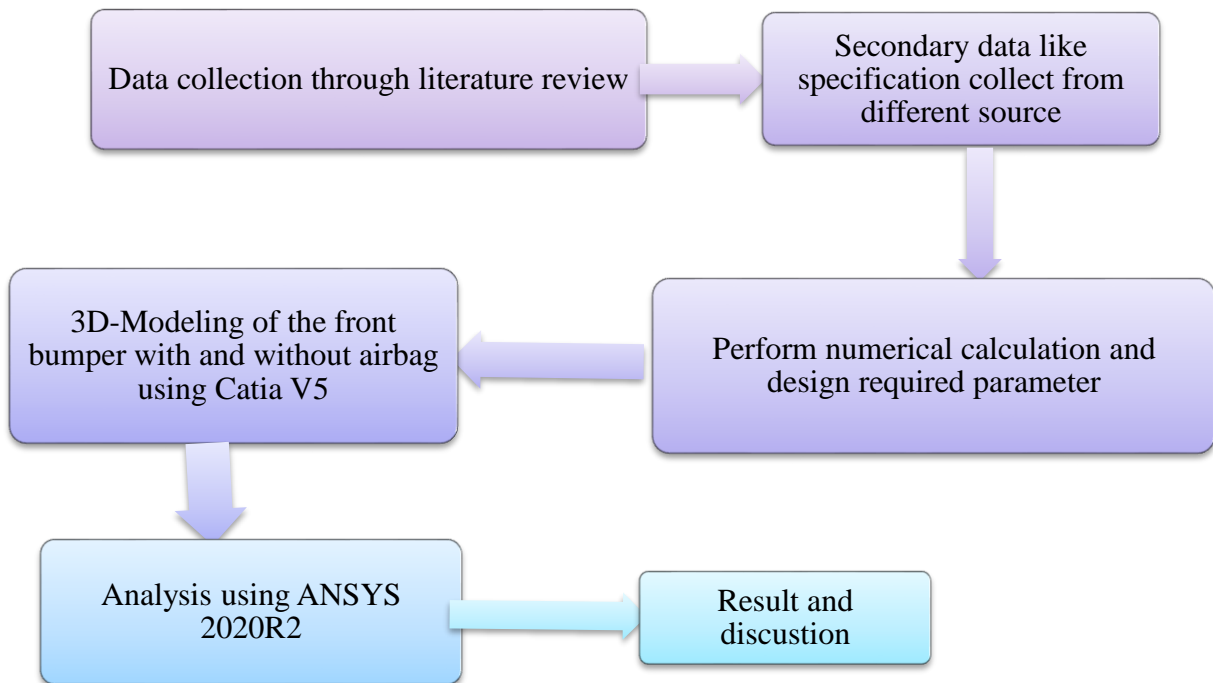 Data collection through literature review
Secondary data like
specification collect from
different source
Perform numerical calculation and
design required parameter
3D-Modeling of the front
bumper with and without airbag
using Catia V5
Analysis using ANSYS
2020R2
Result and
discustion